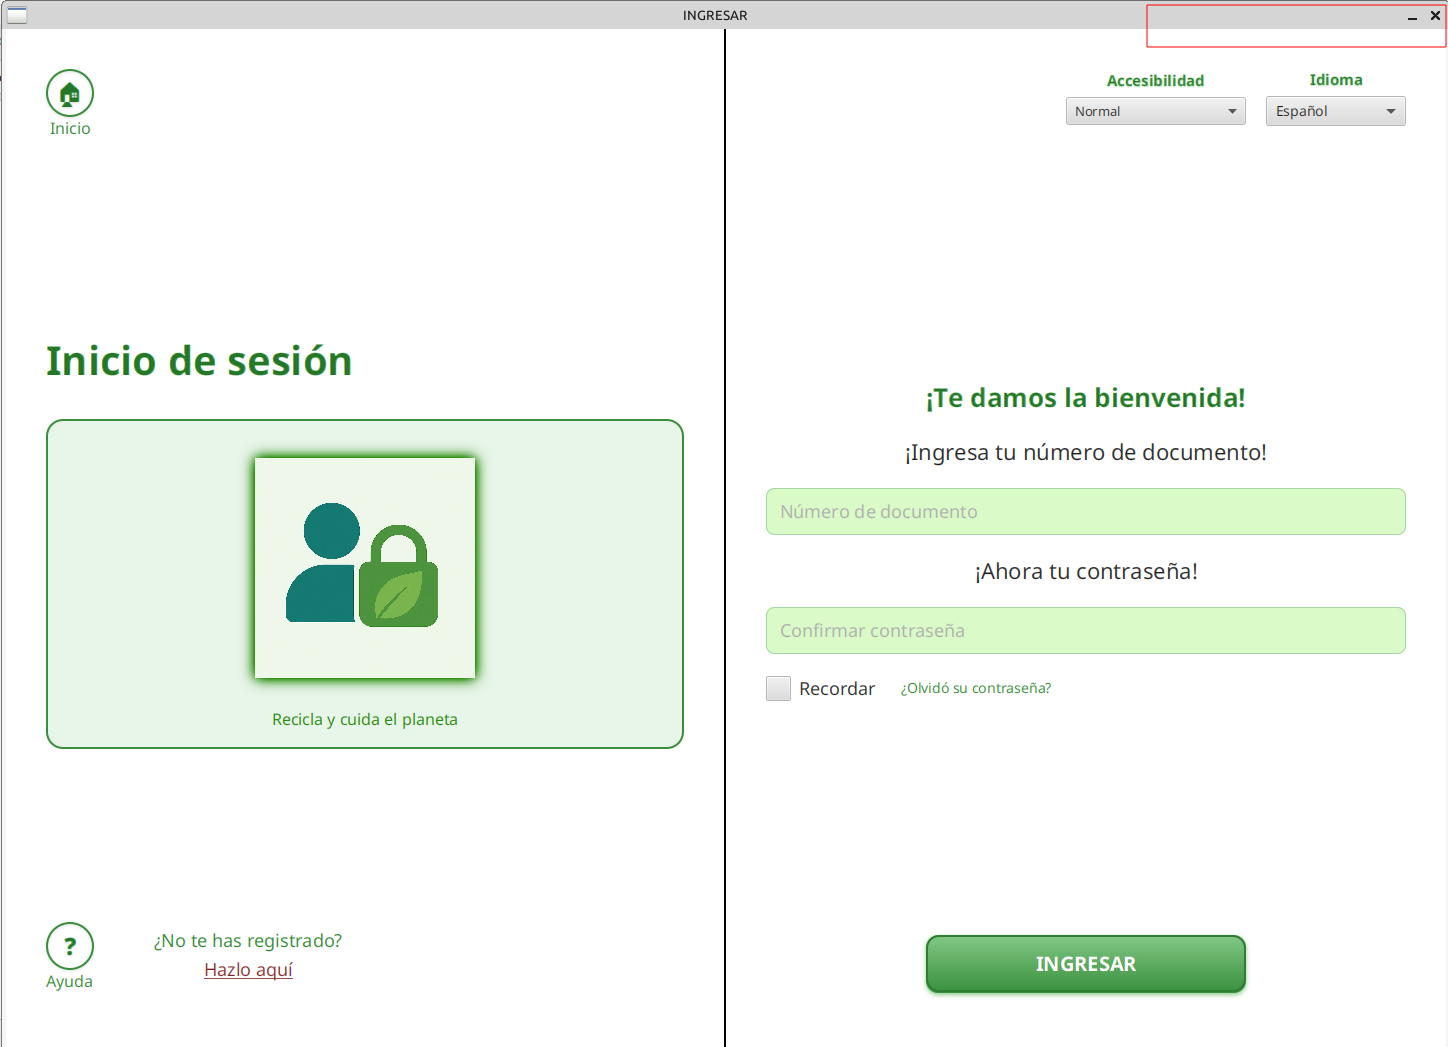 INGRESAR
Inicio
Accesibilidad
Normal
Idioma
Español
Inicio de sesión
Recicla y cuida el planeta
?
Ayuda
¿No te has registrado?
Hazlo aquí
¡Te damos la bienvenida!
¡Ingresa tu número de documento!
Número de documento
¡Ahora tu contraseña!
Confirmar contraseña
Recordar ¿Olvidó su contraseña?
INGRESAR